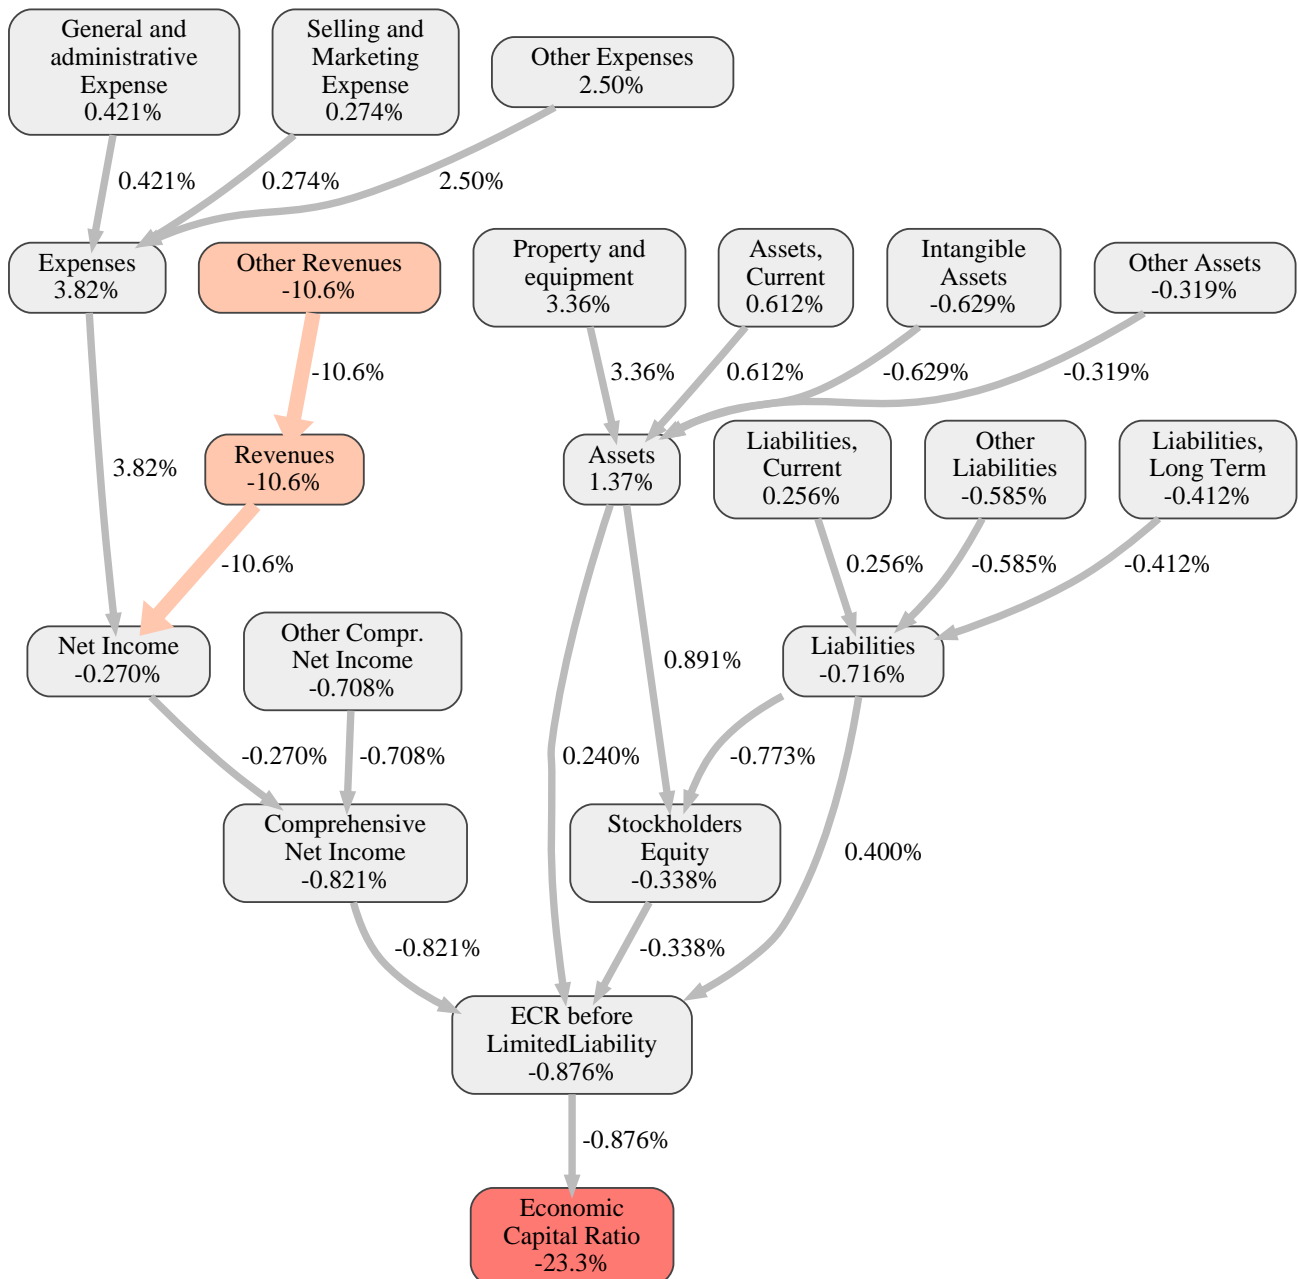 General and
administrative
Expense
0.421%
Selling and
Marketing
Expense
0.274%
Other Expenses
2.50%
0.421%
0.274%
2.50%
Expenses
3.82%
Other Revenues
-10.6%
Property and
equipment
3.36%
Assets,
Current
0.612%
Intangible
Assets
-0.629%
Other Assets
-0.319%
-10.6%
3.36%
0.612%
-0.629%
-0.319%
3.82%
Revenues
-10.6%
Assets
1.37%
Liabilities,
Current
0.256%
Other
Liabilities
-0.585%
Liabilities,
Long Term
-0.412%
-10.6%
0.256%
-0.585%
-0.412%
Net Income
-0.270%
Other Compr.
Net Income
-0.708%
0.891%
Liabilities
-0.716%
-0.270%
-0.708%
0.240%
-0.773%
Comprehensive
Net Income
-0.821%
Stockholders
Equity
-0.338%
0.400%
-0.821%
-0.338%
ECR before
LimitedLiability
-0.876%
-0.876%
Economic
Capital Ratio
-23.3%